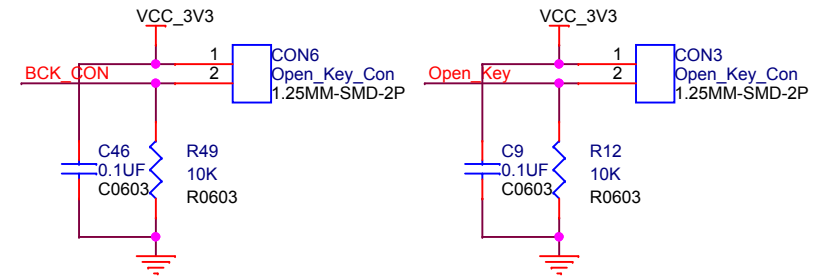 VCC_3V3
1
2
CON6
Open_Key_Con
1.25MM-SMD-2P
BCK_CON
C46
0.1UF
C0603
R49
10K
R0603
VCC_3V3
1
2
CON3
Open_Key_Con
1.25MM-SMD-2P
Open_Key
C9
0.1UF
C0603
R12
10K
R0603